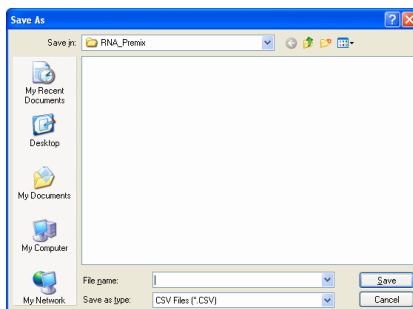 Save As
Save in: RNA_Premix
My Recent
Documents
Desktop
My Documents
My Computer
My Network
File name: Save
Save as type: CSV Files (*.CSV) Cancel